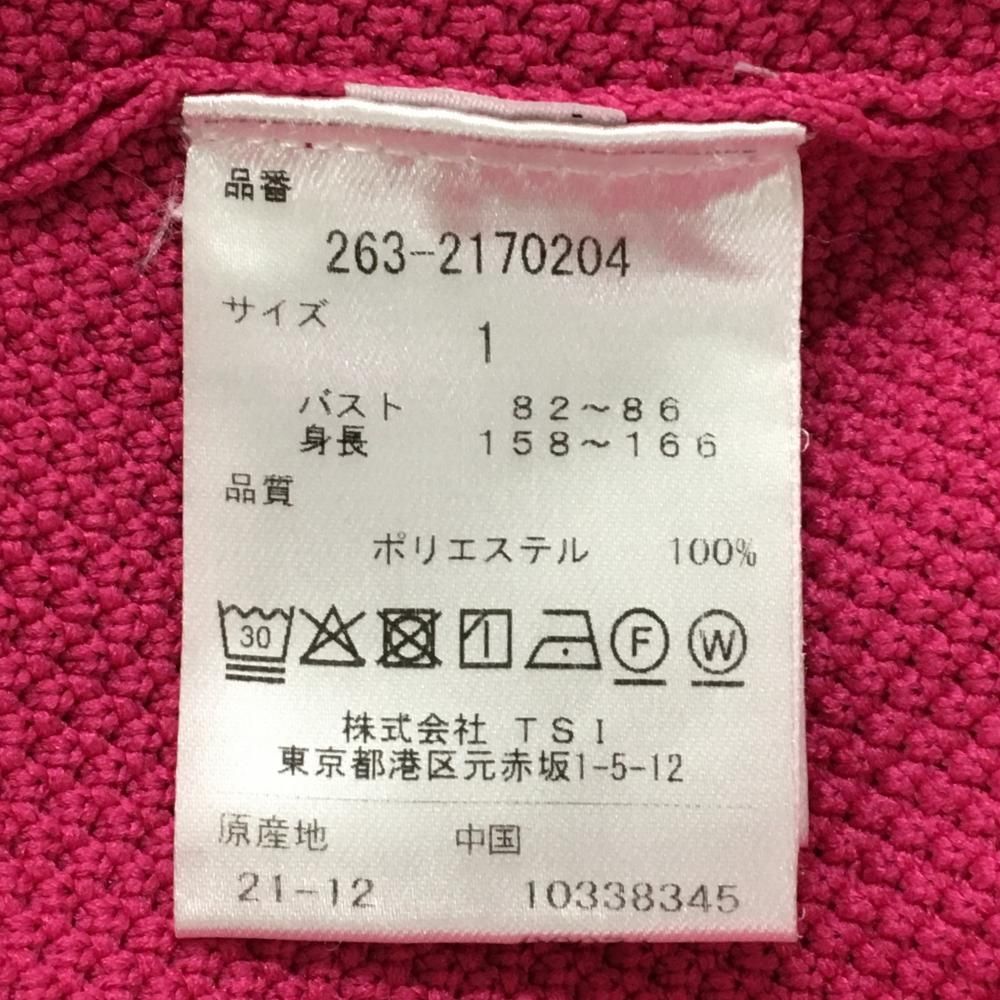 品番
263-2170204
サイズ
1
バスト 82～86
身長 158～166
品質
ポリエステル 100%
30 F W
株式会社 TSI
東京都港区元赤坂1-5-12
原産地 中国
21-12 10338345